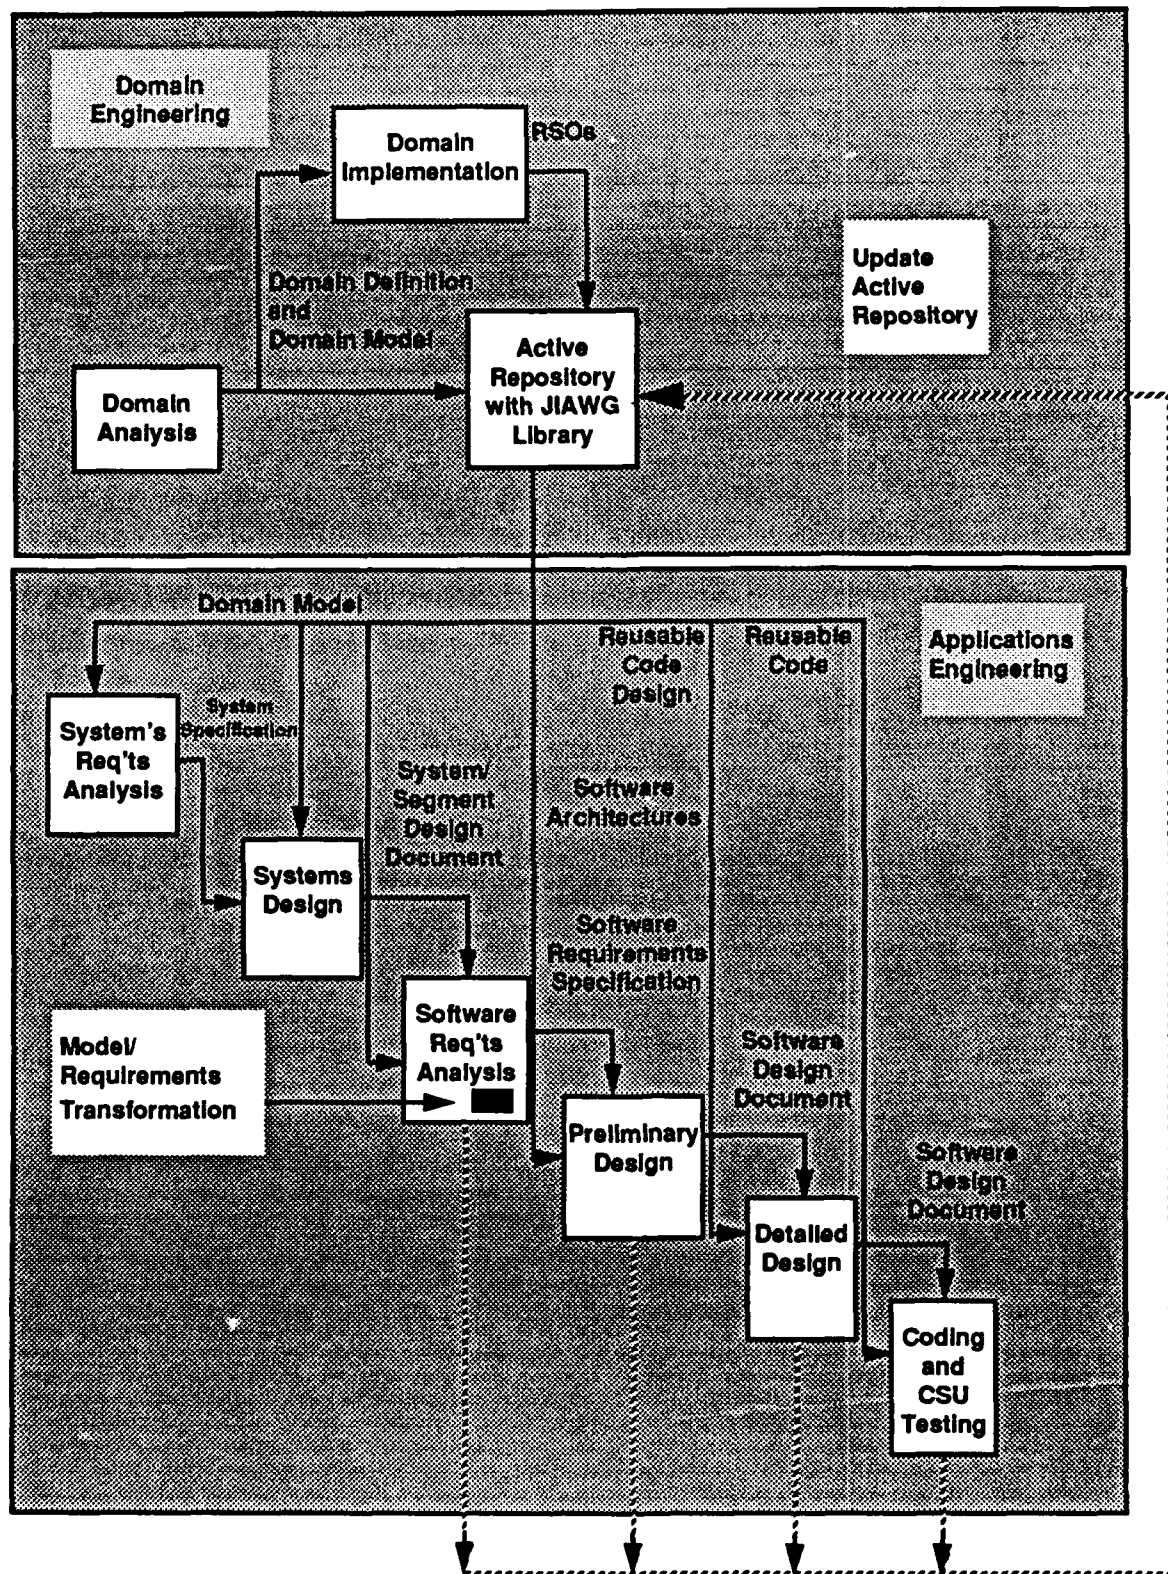 Domain
Engineering
Domain
Implementation
RSOs
Update
Active
Repository
Domain Definition
and
Domain Model
Active
Repository
with JIAWG
Library
Domain
Analysis
Domain Model
Reusable
Code
Design
Reusable
Code
Applications
Engineering
System's
Req'ts
Analysis
System
Specification
System/
Segment
Design
Document
Software
Architectures
Systems
Design
Software
Requirements
Specification
Software
Req'ts
Analysis
Model/
Requirements
Transformation
Software
Design
Document
Preliminary
Design
Software
Design
Document
Detailed
Design
Coding
and
CSU
Testing